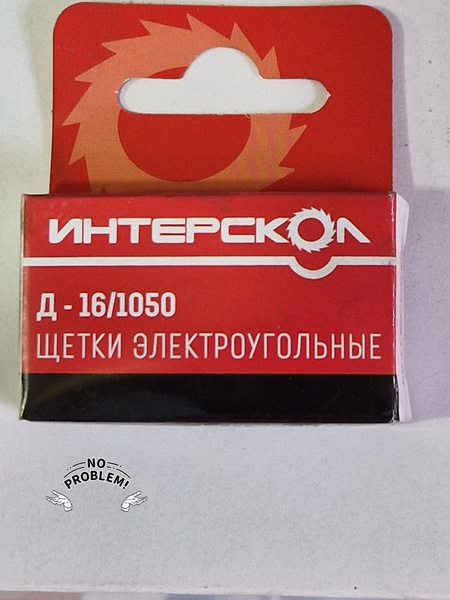 ИНТЕРСКОЛ
Д - 16/1050
ЩЕТКИ ЭЛЕКТРОУГОЛЬНЫЕ
NO
PROBLEM!